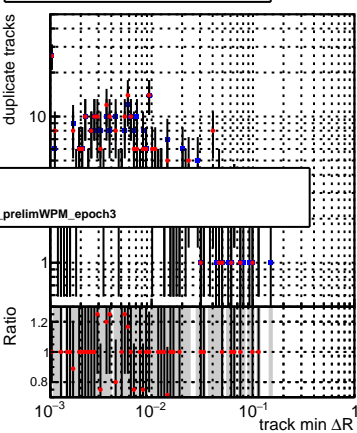 duplicate tracks
10
_prelimWPM_epoch3
1
Ratio
1.2
1
0.8
10⁻³ 10⁻² 10⁻¹ 1
track min ΔR